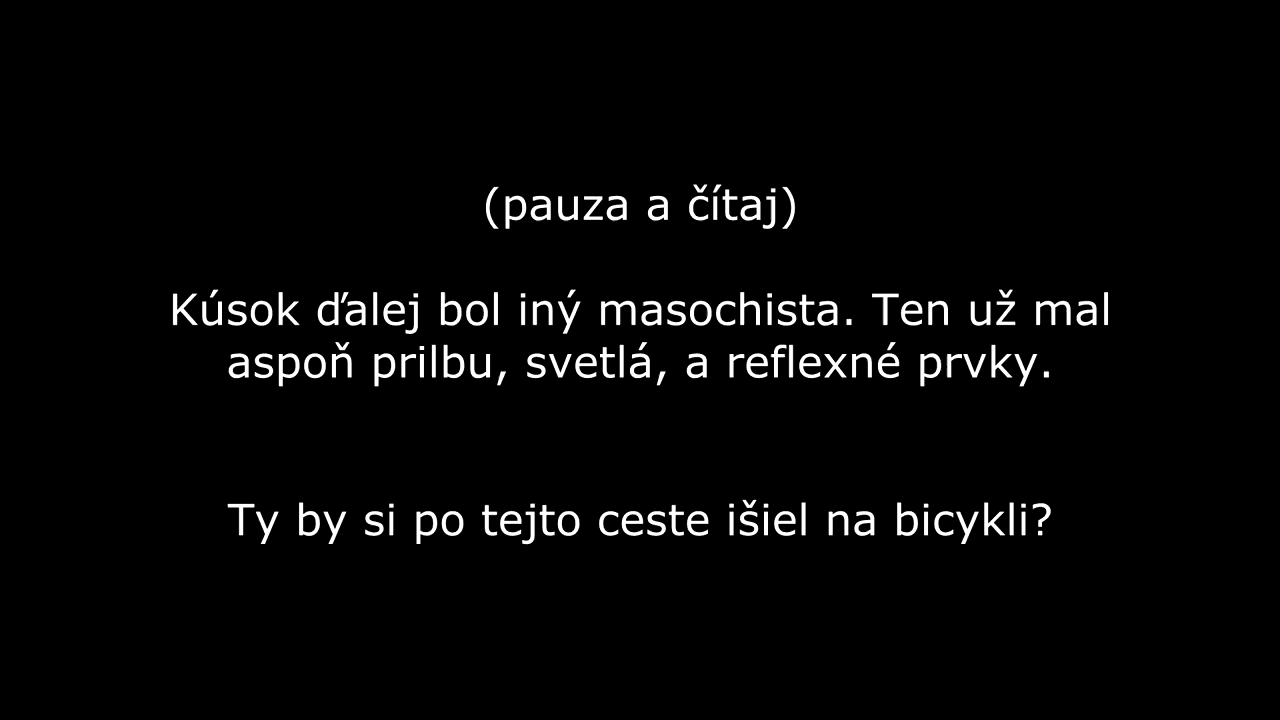 (pauza a čítaj)
Kúsok ďalej bol iný masochista. Ten už mal
aspoň prilbu, svetlá, a reflexné prvky.
Ty by si po tejto ceste išiel na bicykli?